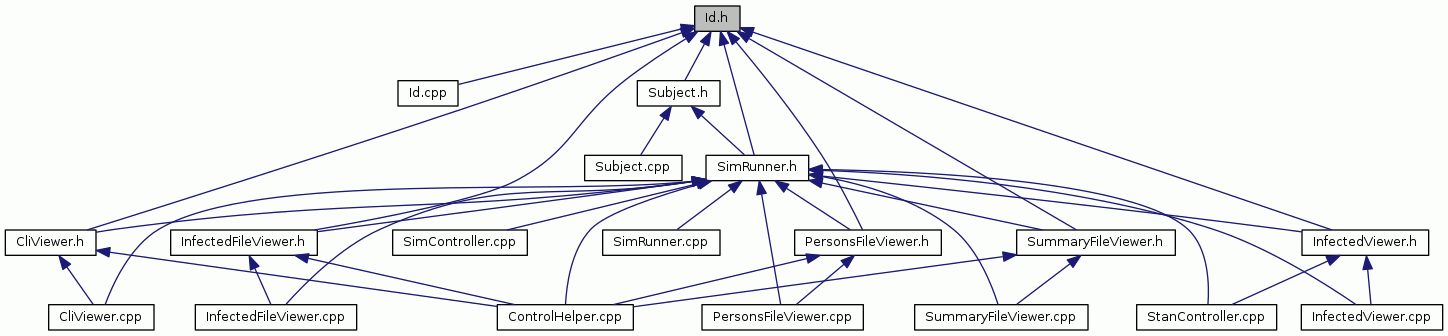 Id.h
Id.cpp
Subject.h
Subject.cpp
SimRunner.h
CliViewer.h
InfectedFileViewer.h
SimController.cpp
SimRunner.cpp
PersonsFileViewer.h
SummaryFileViewer.h
InfectedViewer.h
CliViewer.cpp
InfectedFileViewer.cpp
ControlHelper.cpp
PersonsFileViewer.cpp
SummaryFileViewer.cpp
StanController.cpp
InfectedViewer.cpp